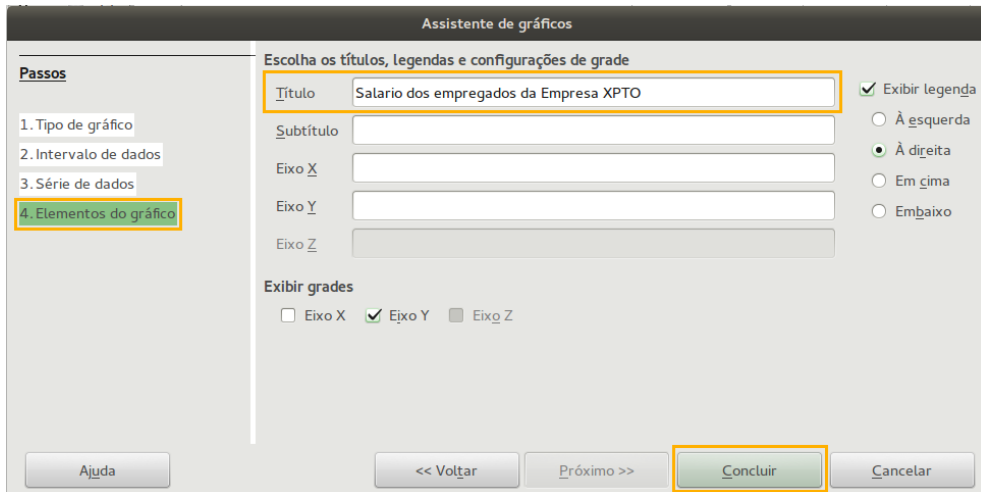 Assistente de gráficos
Passos
1. Tipo de gráfico
2. Intervalo de dados
3. Série de dados
4. Elementos do gráfico
Escolha os títulos, legendas e configurações de grade
Título Salario dos empregados da Empresa XPTO
Subtítulo
Eixo X
Eixo Y
Eixo Z
Exibir legenda
À esquerda
À direita
Em cima
Embaixo
Exibir grades
Eixo X Eixo Y Eixo Z
Ajuda << Voltar Próximo >> Concluir Cancelar